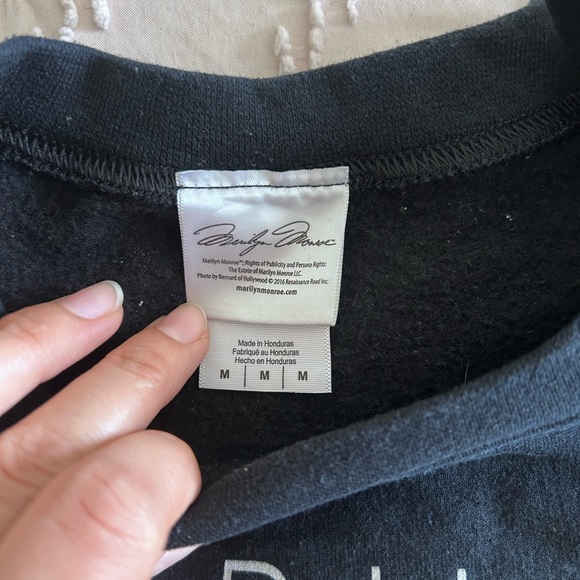 Marilyn Monroe™
Marilyn Monroe™; Rights of Publicity and Persona Rights:
The Estate of Marilyn Monroe LLC.
Photo by Bernard of Hollywood © 2016 Renaissance Road Inc.
marilynmonroe.com
Made in Honduras
Fabriqué au Honduras
Hecho en Honduras
M | M | M